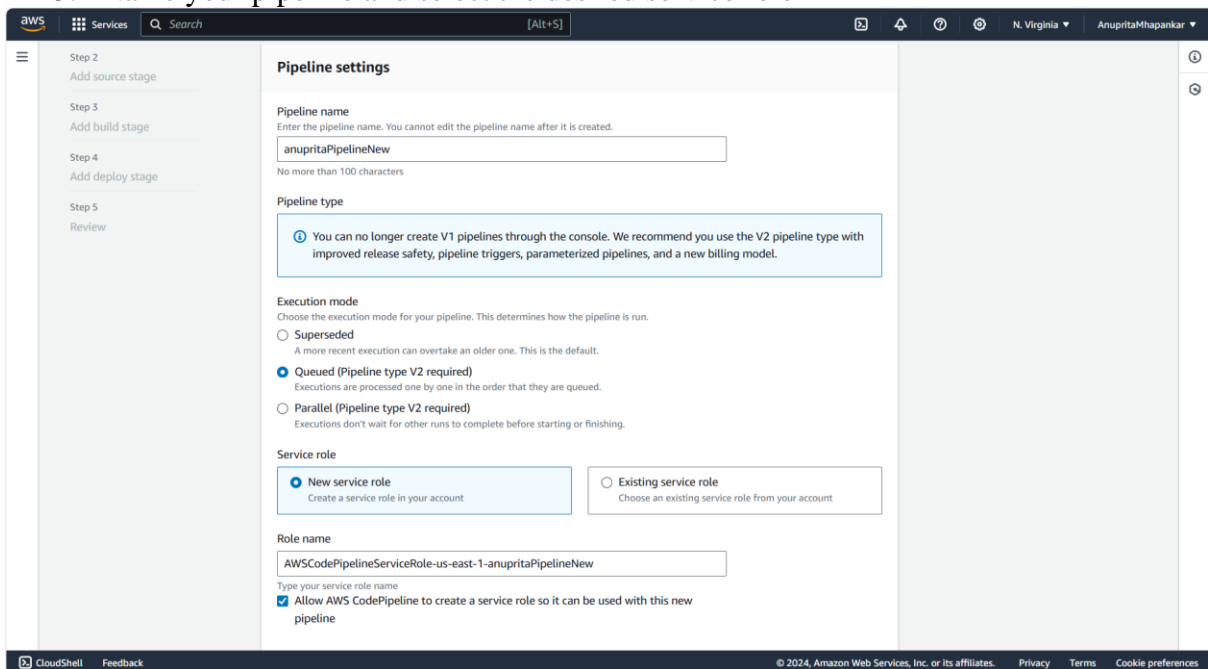 aws
Services
Search
[Alt+S]
N. Virginia ▼
AnupritaMhapankar ▼
Step 2
Add source stage
Step 3
Add build stage
Step 4
Add deploy stage
Step 5
Review
Pipeline settings
Pipeline name
Enter the pipeline name. You cannot edit the pipeline name after it is created.
anupritaPipelineNew
No more than 100 characters
Pipeline type
You can no longer create V1 pipelines through the console. We recommend you use the V2 pipeline type with
improved release safety, pipeline triggers, parameterized pipelines, and a new billing model.
Execution mode
Choose the execution mode for your pipeline. This determines how the pipeline is run.
Superseded
A more recent execution can overtake an older one. This is the default.
Queued (Pipeline type V2 required)
Executions are processed one by one in the order that they are queued.
Parallel (Pipeline type V2 required)
Executions don't wait for other runs to complete before starting or finishing.
Service role
New service role
Create a service role in your account
Existing service role
Choose an existing service role from your account
Role name
AWSCodePipelineServiceRole-us-east-1-anupritaPipelineNew
Type your service role name
Allow AWS CodePipeline to create a service role so it can be used with this new
pipeline
CloudShell
Feedback
© 2024, Amazon Web Services, Inc. or its affiliates.
Privacy
Terms
Cookie preferences